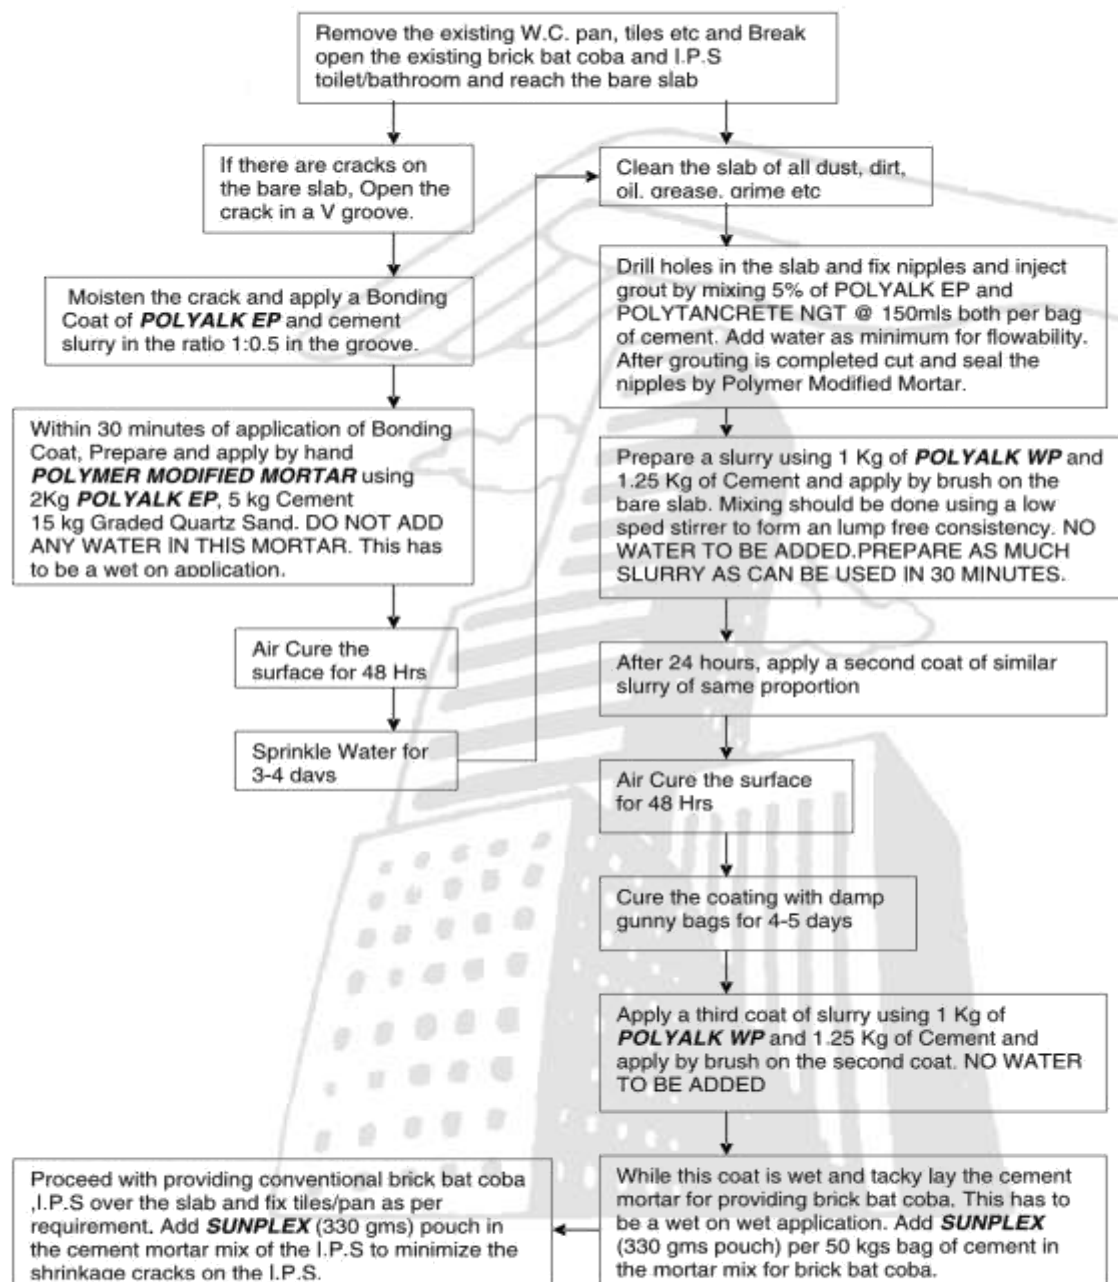 Remove the existing W.C. pan, tiles etc and Break
open the existing brick bat coba and I.P.S
toilet/bathroom and reach the bare slab
If there are cracks on
the bare slab, Open the
crack in a V groove.
Moisten the crack and apply a Bonding
Coat of POLYALK EP and cement
slurry in the ratio 1:0.5 in the groove.
Within 30 minutes of application of Bonding
Coat, Prepare and apply by hand
POLYMER MODIFIED MORTAR using
2Kg POLYALK EP, 5 kg Cement
15 kg Graded Quartz Sand. DO NOT ADD
ANY WATER IN THIS MORTAR. This has
to be a wet on application.
Air Cure the
surface for 48 Hrs
Sprinkle Water for
3-4 days
Clean the slab of all dust, dirt,
oil, grease, grime etc
Drill holes in the slab and fix nipples and inject
grout by mixing 5% of POLYALK EP and
POLYTANCRETE NGT @ 150mls both per bag
of cement. Add water as minimum for flowability.
After grouting is completed cut and seal the
nipples by Polymer Modified Mortar.
Prepare a slurry using 1 Kg of POLYALK WP and
1.25 Kg of Cement and apply by brush on the
bare slab. Mixing should be done using a low
sped stirrer to form an lump free consistency. NO
WATER TO BE ADDED.PREPARE AS MUCH
SLURRY AS CAN BE USED IN 30 MINUTES.
After 24 hours, apply a second coat of similar
slurry of same proportion
Air Cure the surface
for 48 Hrs
Cure the coating with damp
gunny bags for 4-5 days
Apply a third coat of slurry using 1 Kg of
POLYALK WP and 1.25 Kg of Cement and
apply by brush on the second coat. NO WATER
TO BE ADDED
While this coat is wet and tacky lay the cement
mortar for providing brick bat coba. This has to
be a wet on wet application. Add SUNPLEX
(330 gms pouch) per 50 kgs bag of cement in
the mortar mix for brick bat coba.
Proceed with providing conventional brick bat coba
,I.P.S over the slab and fix tiles/pan as per
requirement. Add SUNPLEX (330 gms) pouch in
the cement mortar mix of the I.P.S to minimize the
shrinkage cracks on the I.P.S.